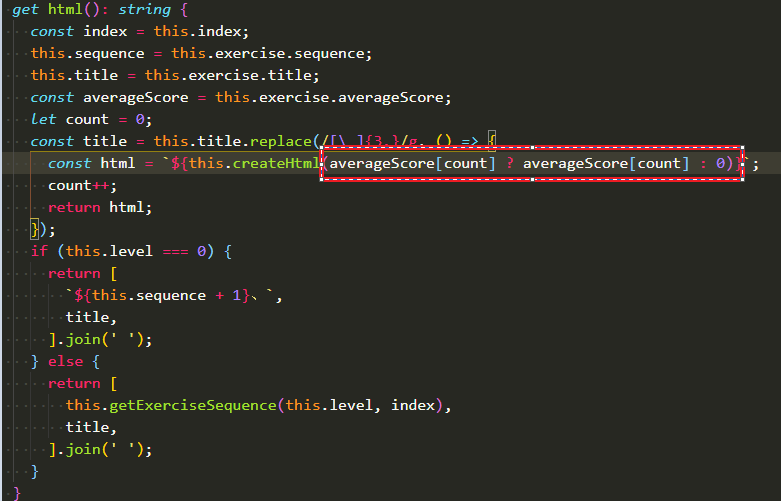 get html(): string {
const index = this.index;
this.sequence = this.exercise.sequence;
this.title = this.exercise.title;
const averageScore = this.exercise.averageScore;
let count = 0;
const title = this.title.replace(/[\_]{3,}/g, () => {
const html = `${this.createHtml(averageScore[count] ? averageScore[count] : 0)}`;
count++;
return html;
});
if (this.level === 0) {
return [
`${this.sequence + 1}、`,
title,
].join(' ');
} else {
return [
this.getExerciseSequence(this.level, index),
title,
].join(' ');
}
}